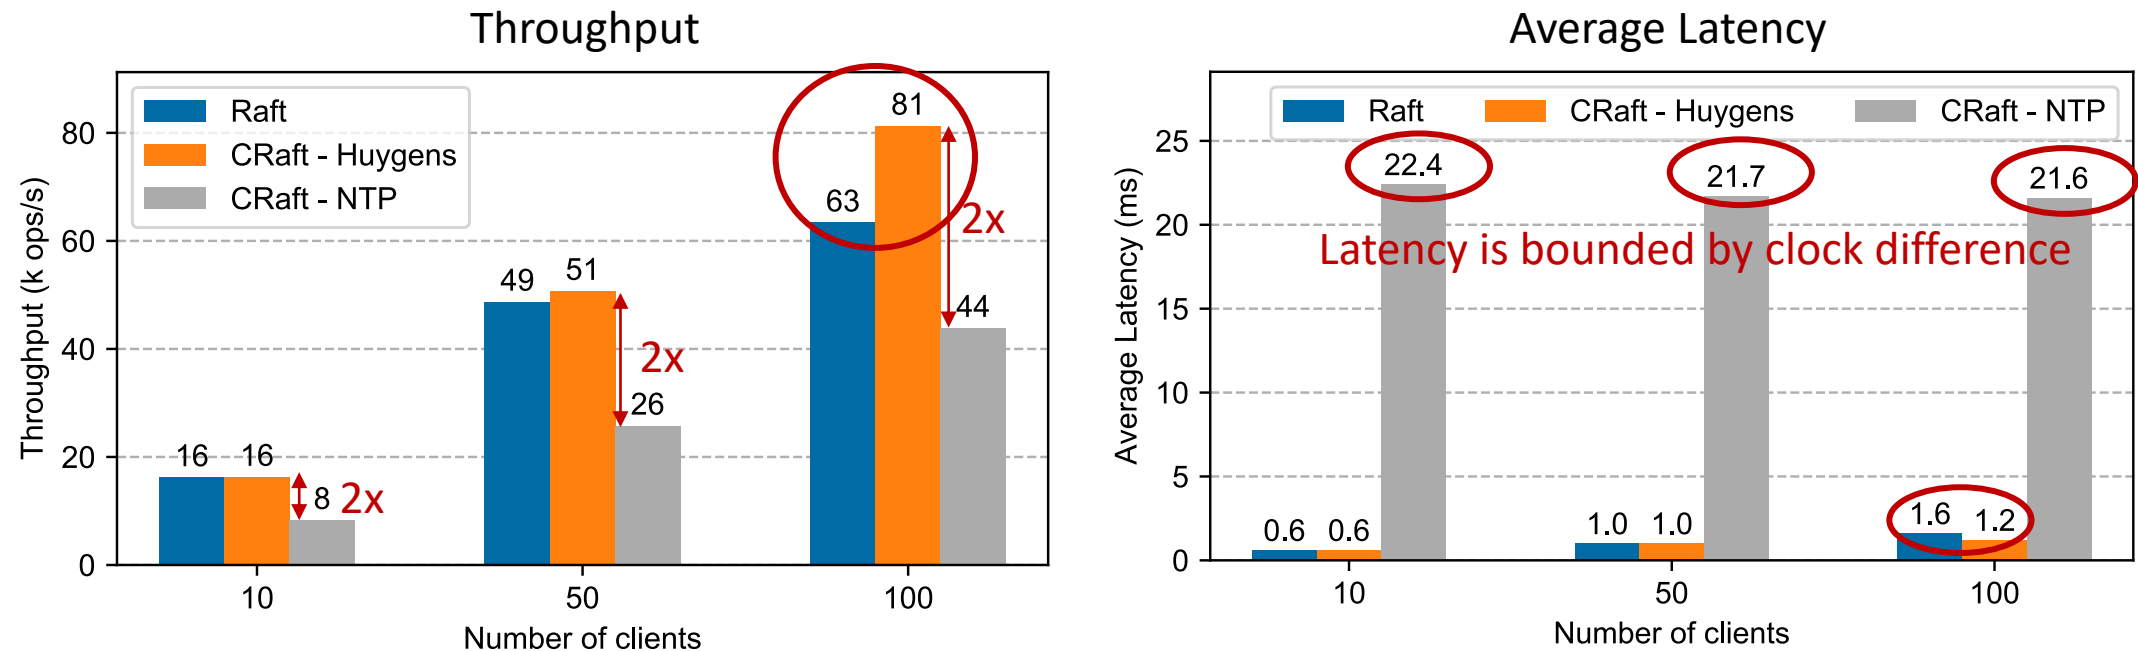 Throughput
Raft
CRaft - Huygens
CRaft - NTP
Throughput (k ops/s)
80
60
40
20
0
16
16
8
2x
49
51
26
2x
63
81
44
2x
10
50
100
Number of clients
Average Latency
Raft
CRaft - Huygens
CRaft - NTP
Average Latency (ms)
25
20
15
10
5
0
22.4
21.7
21.6
Latency is bounded by clock difference
0.6
0.6
1.0
1.0
1.6
1.2
10
50
100
Number of clients